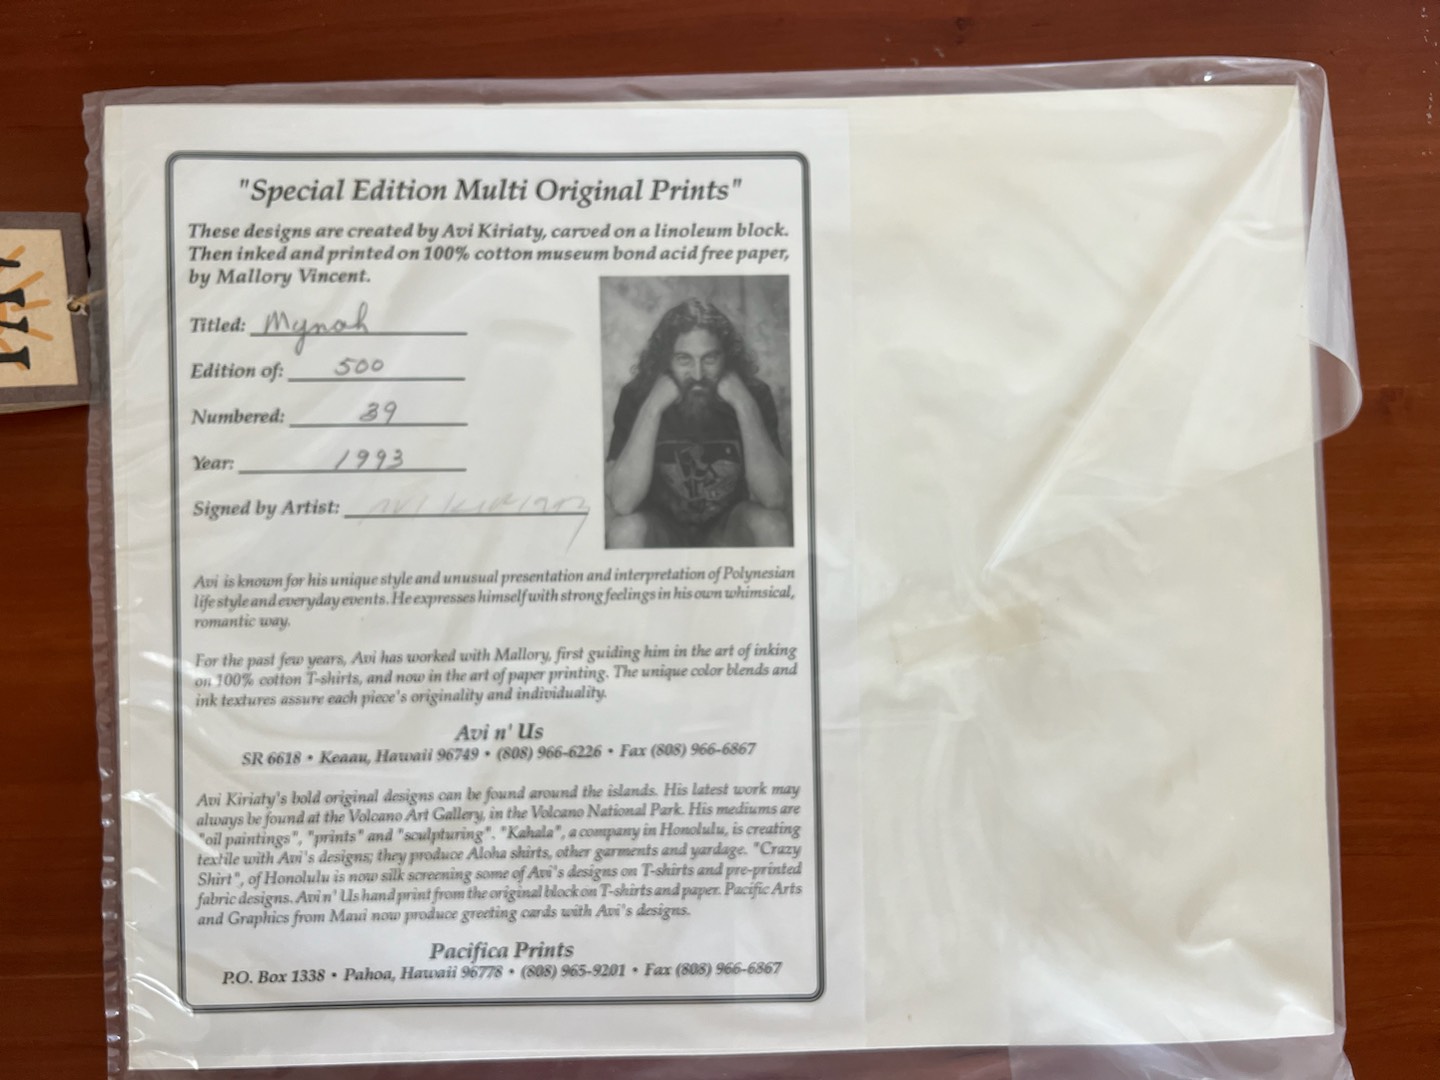 "Special Edition Multi Original Prints"
These designs are created by Avi Kiriaty, carved on a linoleum block.
Then inked and printed on 100% cotton museum bond acid free paper,
by Mallory Vincent.
Titled: Mynah
Edition of: 500
Numbered: 39
Year: 1993
Signed by Artist: Avi Kiriaty
Avi is known for his unique style and unusual presentation and interpretation of Polynesian
life style and everyday events. He expresses himself with strong feelings in his own whimsical,
romantic way.
For the past few years, Avi has worked with Mallory, first guiding him in the art of inking
on 100% cotton T-shirts, and now in the art of paper printing. The unique color blends and
ink textures assure each piece's originality and individuality.
Avi n' Us
SR 6618 • Keaau, Hawaii 96749 • (808) 966-6226 • Fax (808) 966-6867
Avi Kiriaty's bold original designs can be found around the islands. His latest work may
always be found at the Volcano Art Gallery, in the Volcano National Park. His mediums are
"oil paintings", "prints" and "sculpturing". "Kahala", a company in Honolulu, is creating
textile with Avi's designs; they produce Aloha shirts, other garments and yardage. "Crazy
Shirt", of Honolulu is now silk screening some of Avi's designs on T-shirts and pre-printed
fabric designs. Avi n' Us hand print from the original block on T-shirts and paper. Pacific Arts
and Graphics from Maui now produce greeting cards with Avi's designs.
Pacifica Prints
P.O. Box 1338 • Pahoa, Hawaii 96778 • (808) 965-9201 • Fax (808) 966-6867